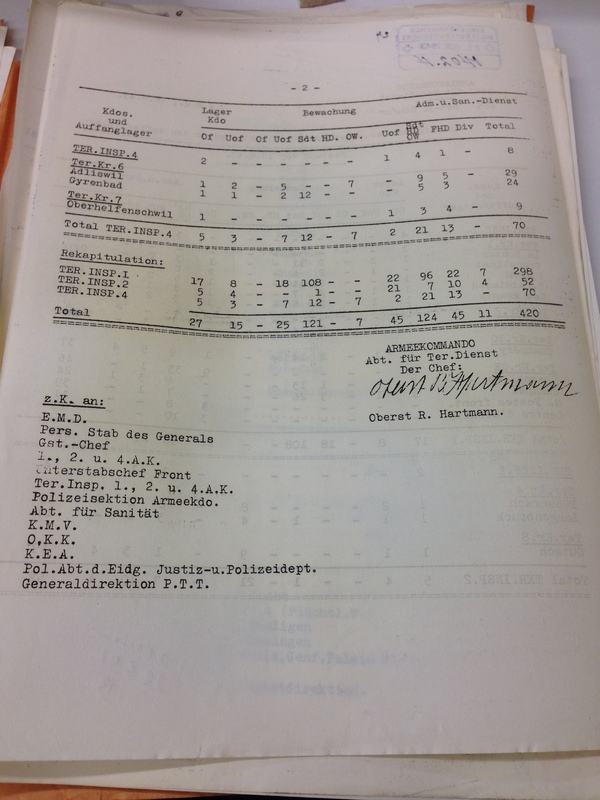 - 2 -
Kdos. und Auffanglager Lager Kdo Bewachung Adm.u.San.-Dienst
Of Uof Of Uof Sdt HD. OW. Uof Sdt HD OW FHD Div Total
TER.INSP.4 2 - - - - - - 1 4 1 - 8
Ter.Kr.6
Adliswil 1 2 - 5 - - 7 - 9 5 - 29
Gyrenbad 1 1 - 2 12 - - - 5 3 24
Ter.Kr.7
Oberhelfenschwil 1 - - - - - - 1 3 4 - 9
Total TER.INSP.4 5 3 - 7 12 - 7 2 21 13 - 70
Rekapitulation:
TER.INSP.1 17 8 - 18 108 - - 22 96 22 7 298
TER.INSP.2 5 4 - - 1 - - 21 7 10 4 52
TER.INSP.4 5 3 - 7 12 - 7 2 21 13 - 70
Total 27 15 - 25 121 - 7 45 124 45 11 420
ARMEEKOMMANDO
Abt. für Ter.Dienst
Der Chef:
Oberst R. Hartmann
Oberst R. Hartmann.
z.K. an:
E.M.D.
Pers. Stab des Generals
Gst.-Chef
1., 2. u. 4.A.K.
Unterstabschef Front
Ter.Insp. 1., 2. u. 4.A.K.
Polizeisektion Armeekdo.
Abt. für Sanität
K.M.V.
O.K.K.
K.E.A.
Pol.Abt.d.Eidg. Justiz-u.Polizeidept.
Generaldirektion P.T.T.